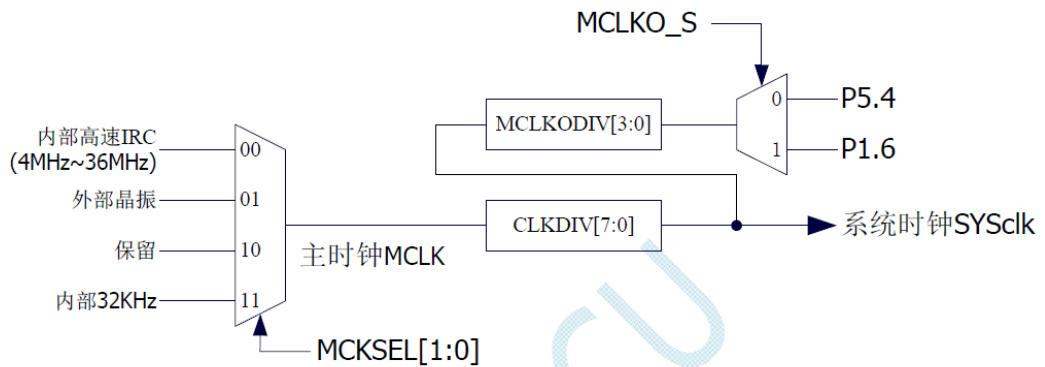 MCLKO_S
0
P5.4
MCLKODIV[3:0]
1
P1.6
内部高速IRC
(4MHz~36MHz)
00
外部晶振
01
CLKDIV[7:0]
系统时钟SYSclk
保留
10
主时钟MCLK
内部32KHz
11
MCKSEL[1:0]
CU